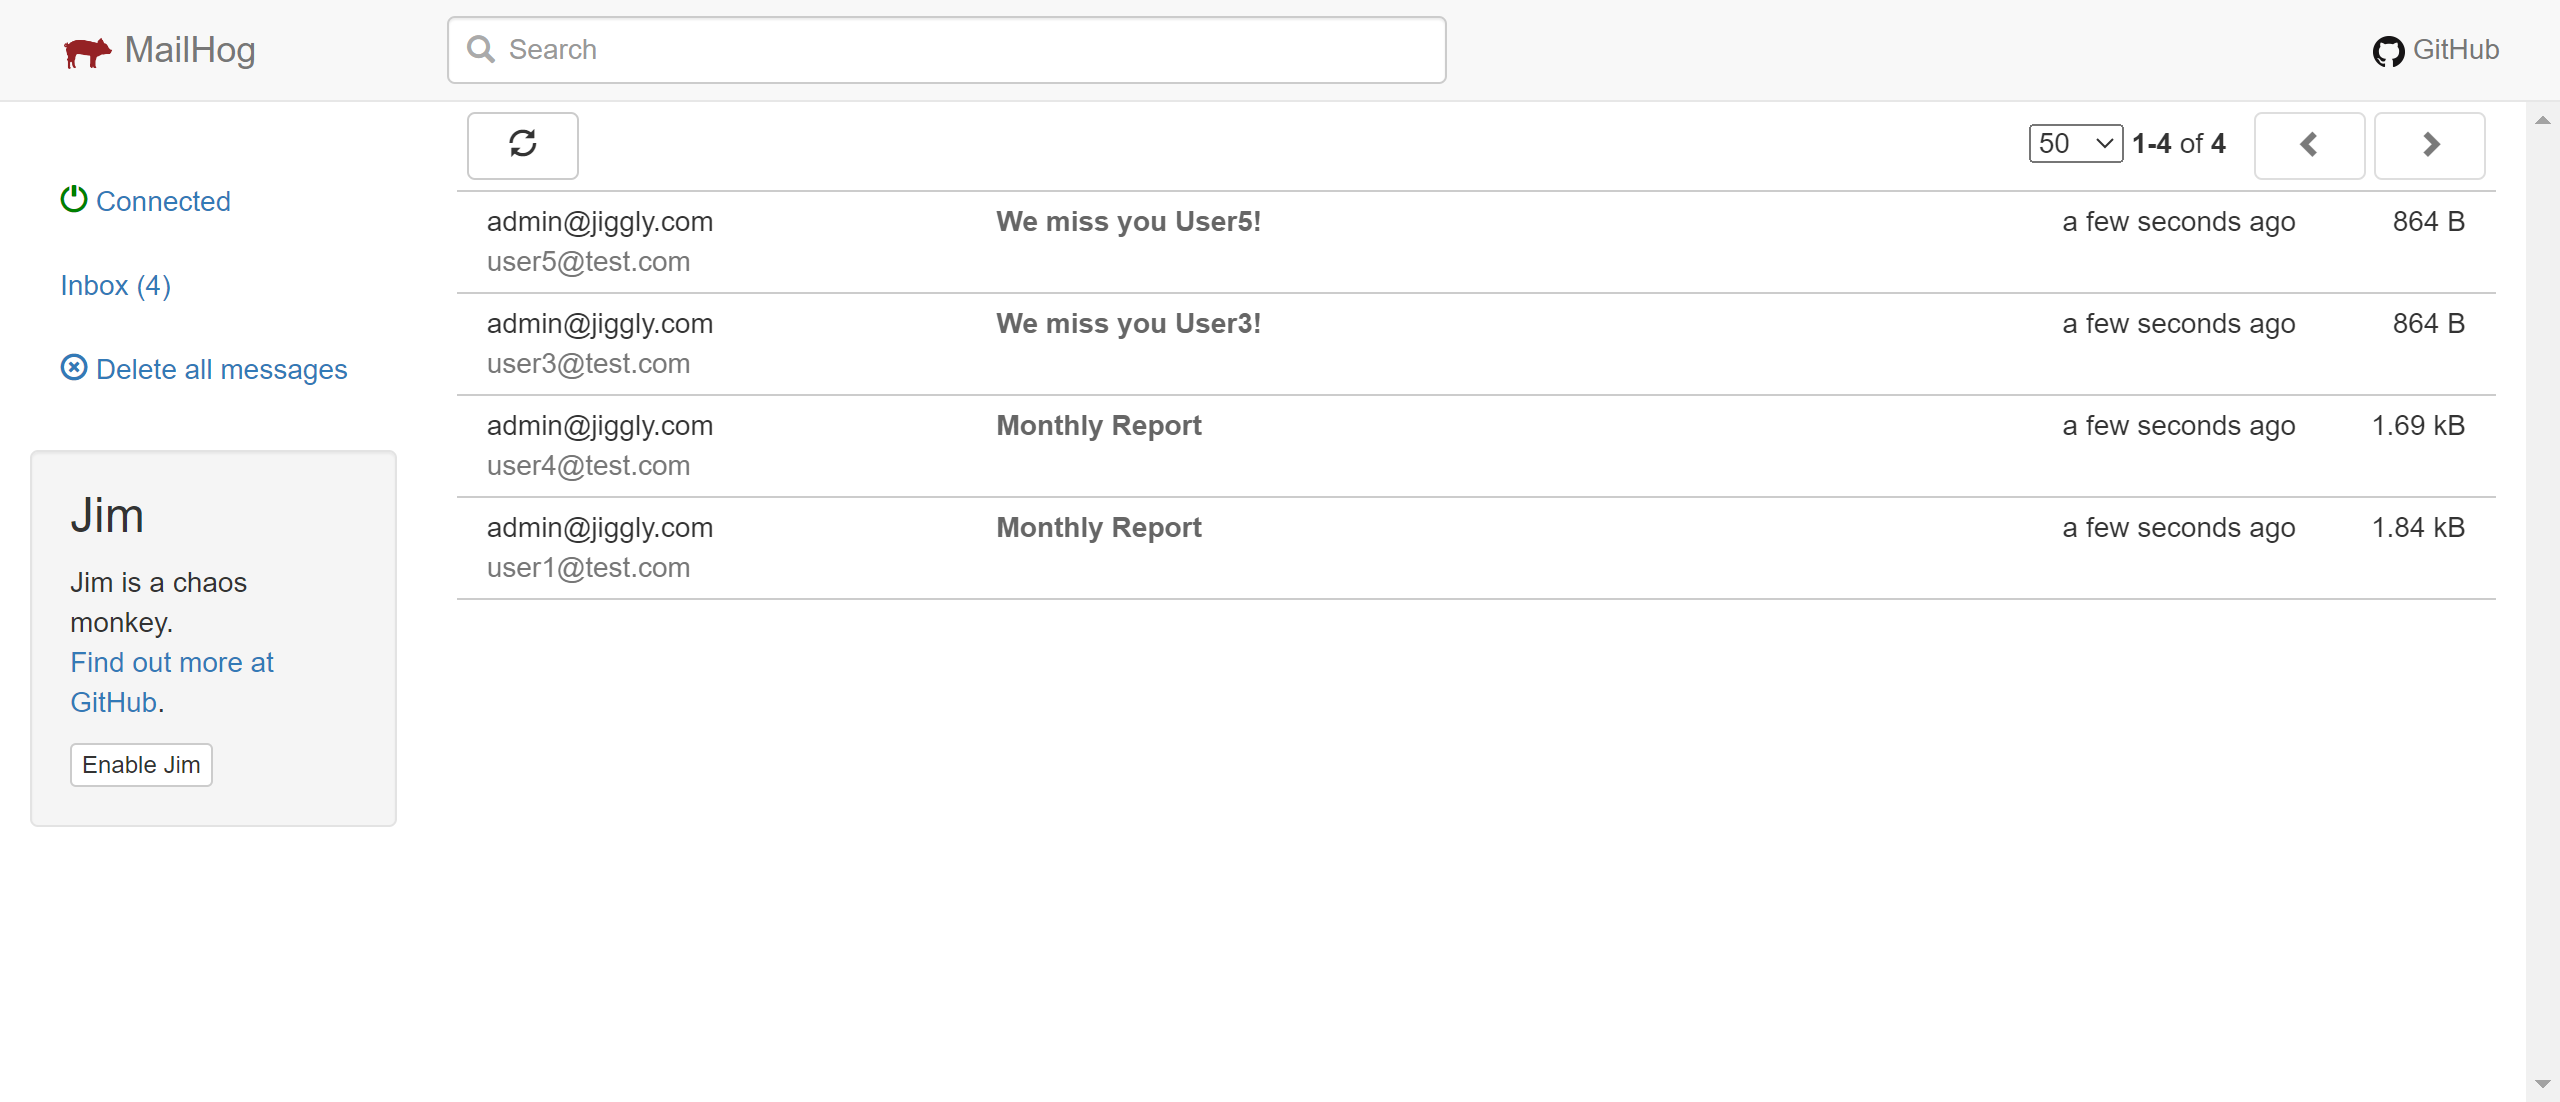 MailHog
Search
GitHub
Connected
Inbox (4)
Delete all messages
Jim
Jim is a chaos
monkey.
Find out more at
GitHub.
Enable Jim
50 1-4 of 4
admin@jiggly.com We miss you User5! a few seconds ago 864 B
user5@test.com
admin@jiggly.com We miss you User3! a few seconds ago 864 B
user3@test.com
admin@jiggly.com Monthly Report a few seconds ago 1.69 kB
user4@test.com
admin@jiggly.com Monthly Report a few seconds ago 1.84 kB
user1@test.com